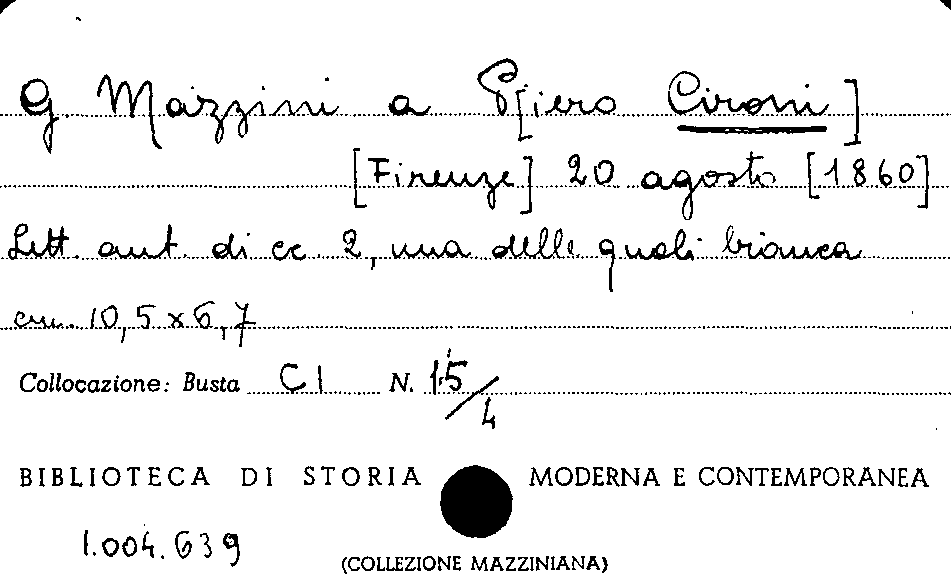 G. Mazzini a P[iero Cironi]
[Firenze] 20 agosto [1860]
Lett. aut. di cc. 2, una delle quali bianca
cm. 10,5 x 6,7
Collocazione: Busta CI N. 15/4
BIBLIOTECA DI STORIA MODERNA E CONTEMPORANEA
1.004.639
(COLLEZIONE MAZZINIANA)